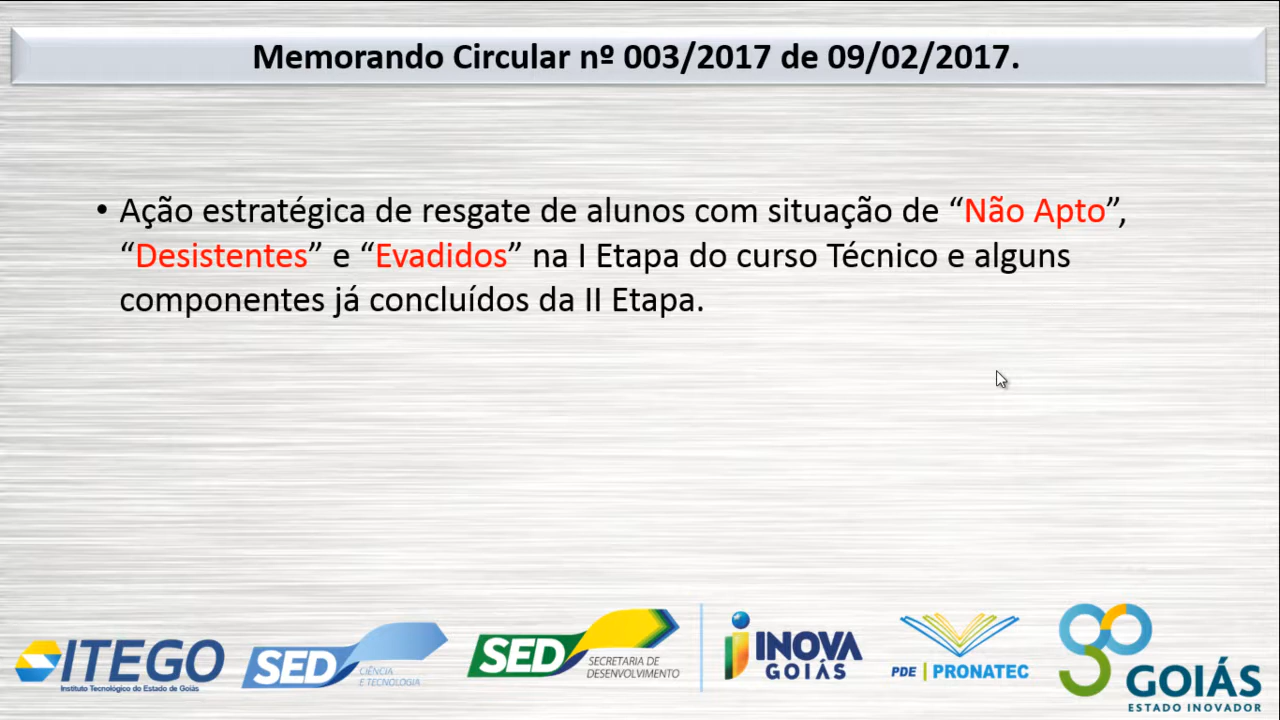 Memorando Circular nº 003/2017 de 09/02/2017.
• Ação estratégica de resgate de alunos com situação de “Não Apto”,
“Desistentes” e “Evadidos” na I Etapa do curso Técnico e alguns
componentes já concluídos da II Etapa.
ITEGO
Instituto Tecnológico do Estado de Goiás
SED
CIÊNCIA
E TECNOLOGIA
SED
SECRETARIA DE
DESENVOLVIMENTO
INOVA
GOIÁS
PDE | PRONATEC
GOIÁS
ESTADO INOVADOR